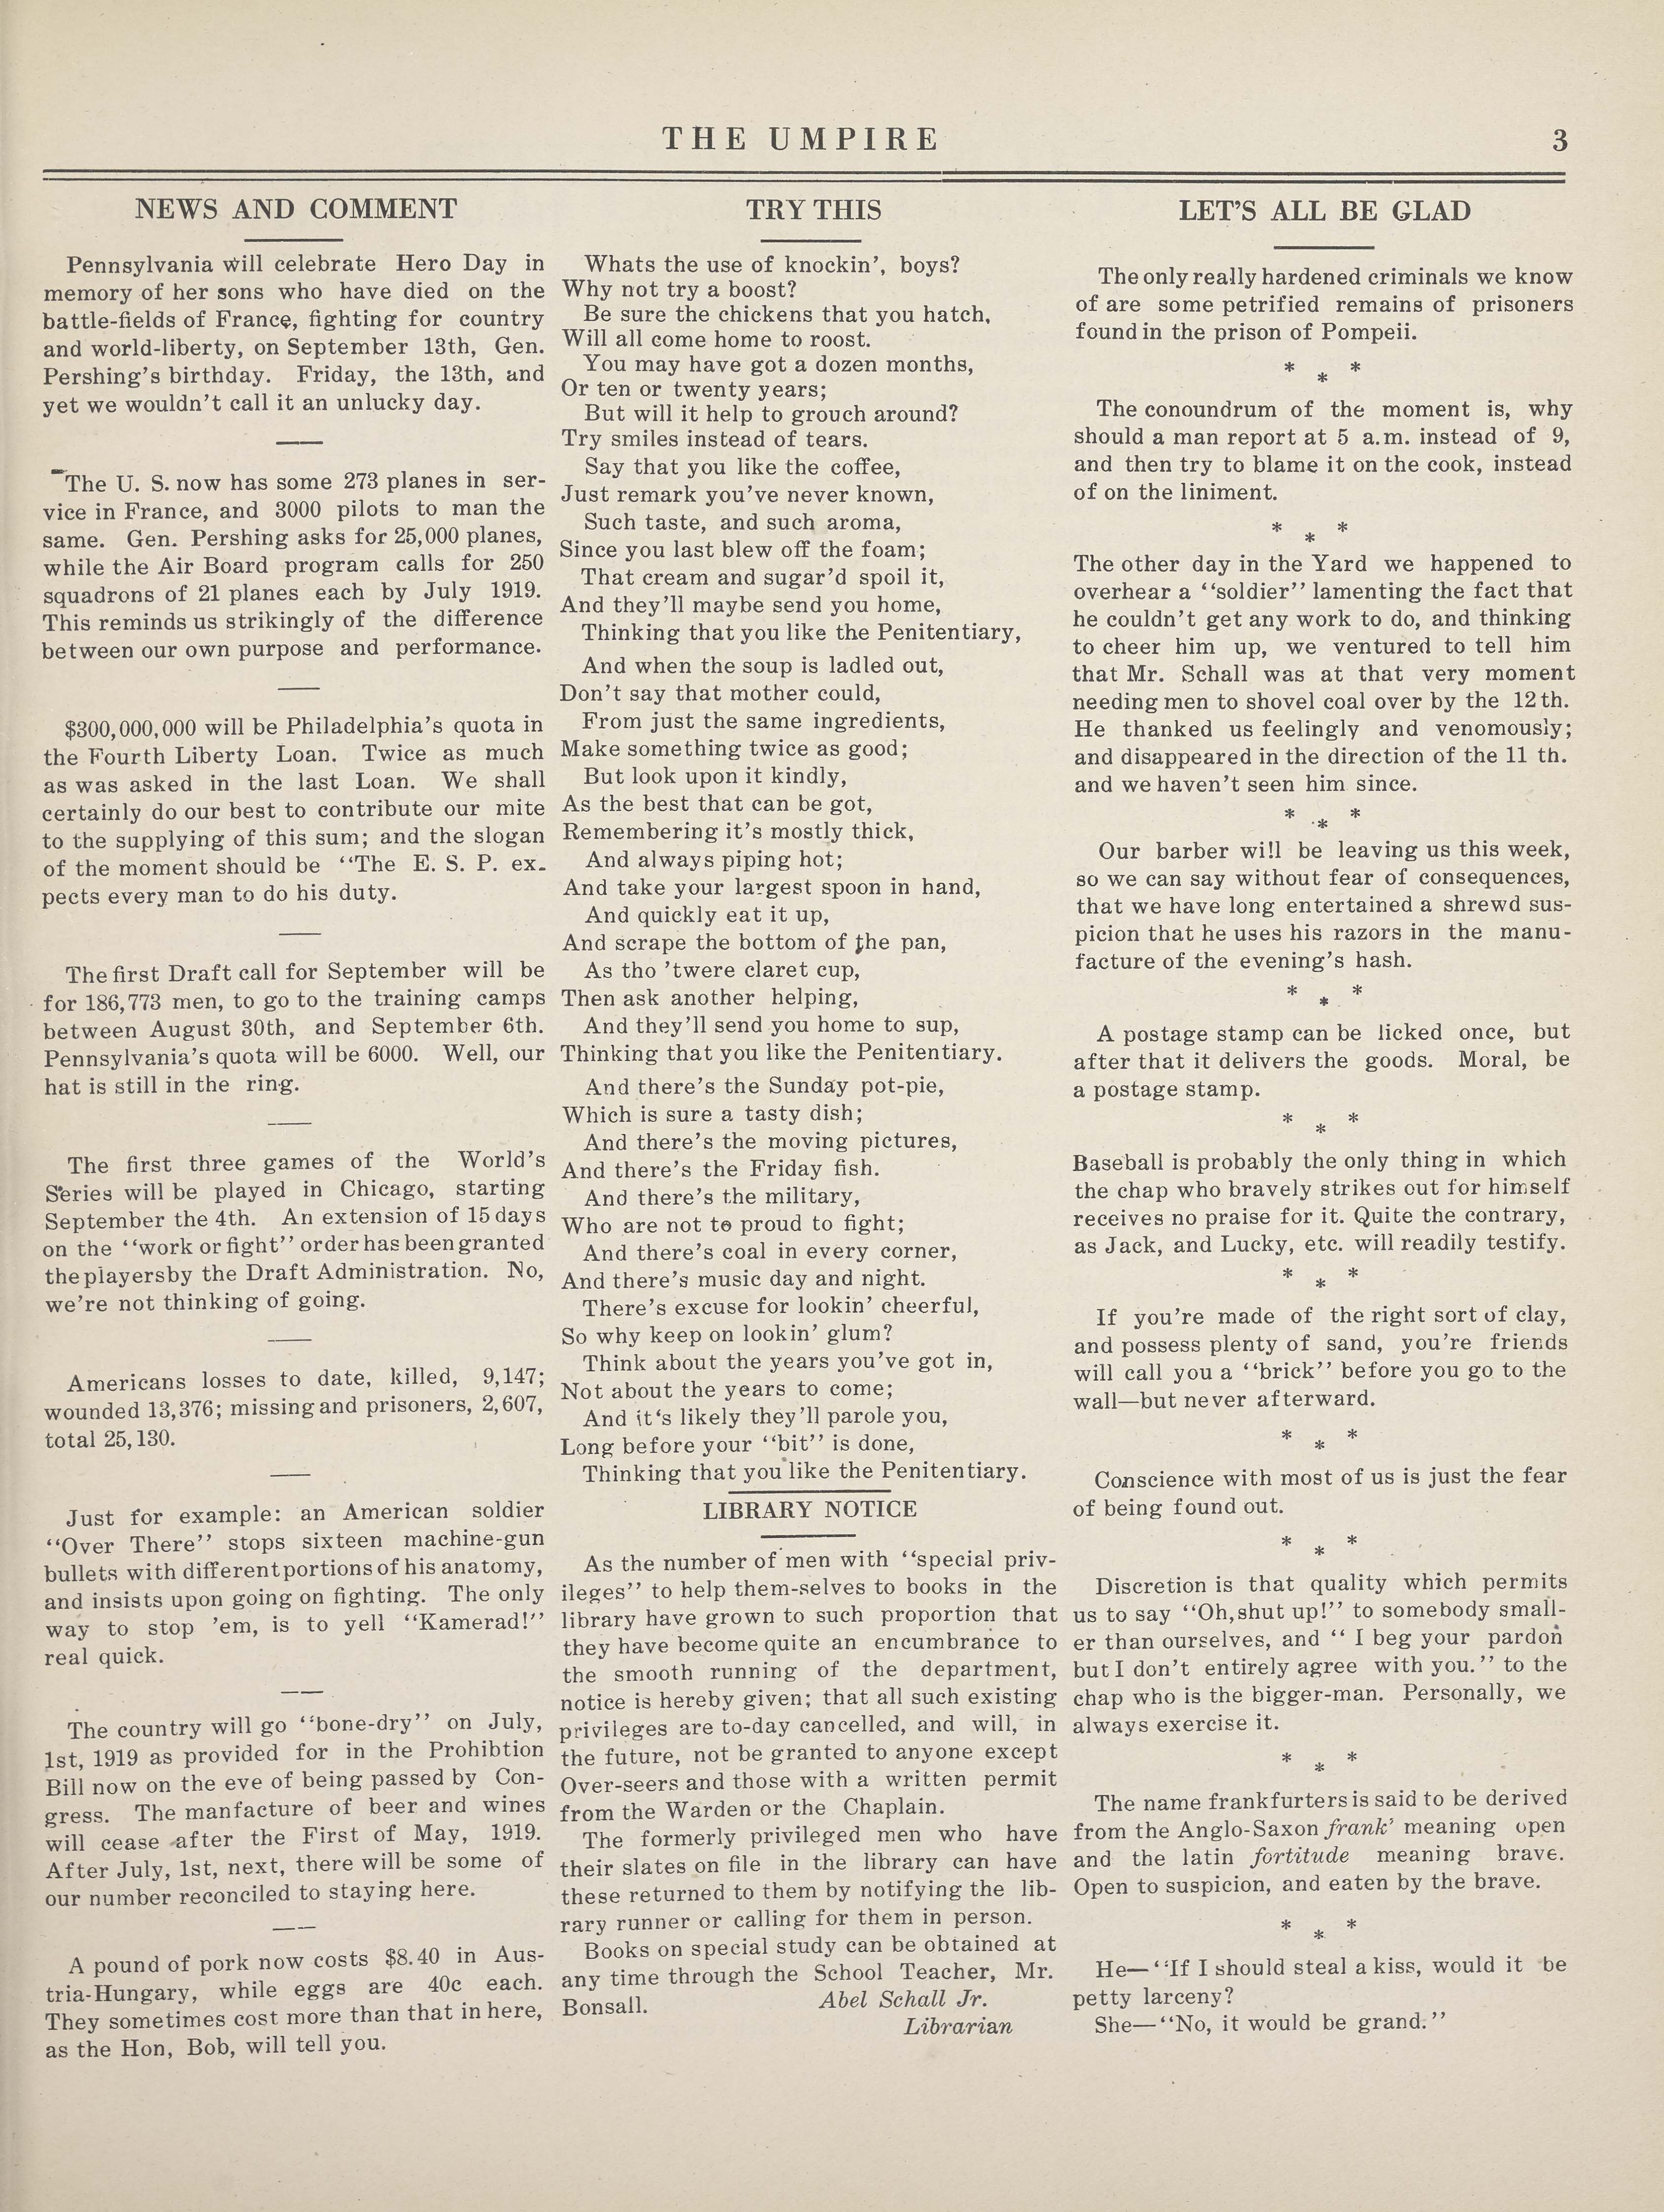 THE UMPIRE
3
NEWS AND COMMENT
Pennsylvania will celebrate Hero Day in
memory of her sons who have died on the
battle-fields of France, fighting for country
and world-liberty, on September 13th, Gen.
Pershing's birthday. Friday, the 13th, and
yet we wouldn't call it an unlucky day.
The U. S. now has some 273 planes in ser-
vice in France, and 3000 pilots to man the
same. Gen. Pershing asks for 25,000 planes,
while the Air Board program calls for 250
squadrons of 21 planes each by July 1919.
This reminds us strikingly of the difference
between our own purpose and performance.
$300,000,000 will be Philadelphia's quota in
the Fourth Liberty Loan. Twice as much
as was asked in the last Loan. We shall
certainly do our best to contribute our mite
to the supplying of this sum; and the slogan
of the moment should be ''The E. S. P. ex-
pects every man to do his duty.
The first Draft call for September will be
for 186,773 men, to go to the training camps
between August 30th, and September 6th.
Pennsylvania's quota will be 6000. Well, our
hat is still in the ring.
The first three games of the World's
Series will be played in Chicago, starting
September the 4th. An extension of 15 days
on the ''work or fight'' order has been granted
the playersby the Draft Administration. No,
we're not thinking of going.
Americans losses to date, killed, 9,147;
wounded 13,376; missing and prisoners, 2,607,
total 25,130.
Just for example: an American soldier
''Over There'' stops sixteen machine-gun
bullets with different portions of his anatomy,
and insists upon going on fighting. The only
way to stop 'em, is to yell ''Kamerad!''
real quick.
The country will go ''bone-dry'' on July,
1st, 1919 as provided for in the Prohibtion
Bill now on the eve of being passed by Con-
gress. The manfacture of beer and wines
will cease after the First of May, 1919.
After July, 1st, next, there will be some of
our number reconciled to staying here.
A pound of pork now costs $8.40 in Aus-
tria-Hungary, while eggs are 40c each.
They sometimes cost more than that in here,
as the Hon, Bob, will tell you.
TRY THIS
Whats the use of knockin', boys?
Why not try a boost?
Be sure the chickens that you hatch,
Will all come home to roost.
You may have got a dozen months,
Or ten or twenty years;
But will it help to grouch around?
Try smiles instead of tears.
Say that you like the coffee,
Just remark you've never known,
Such taste, and such aroma,
Since you last blew off the foam;
That cream and sugar'd spoil it,
And they'll maybe send you home,
Thinking that you like the Penitentiary,
And when the soup is ladled out,
Don't say that mother could,
From just the same ingredients,
Make something twice as good;
But look upon it kindly,
As the best that can be got,
Remembering it's mostly thick,
And always piping hot;
And take your largest spoon in hand,
And quickly eat it up,
And scrape the bottom of the pan,
As tho 'twere claret cup,
Then ask another helping,
And they'll send you home to sup,
Thinking that you like the Penitentiary.
And there's the Sunday pot-pie,
Which is sure a tasty dish;
And there's the moving pictures,
And there's the Friday fish.
And there's the military,
Who are not to proud to fight;
And there's coal in every corner,
And there's music day and night.
There's excuse for lookin' cheerful,
So why keep on lookin' glum?
Think about the years you've got in,
Not about the years to come;
And it's likely they'll parole you,
Long before your ''bit'' is done,
Thinking that you like the Penitentiary.
LIBRARY NOTICE
As the number of men with ''special priv-
ileges'' to help them-selves to books in the
library have grown to such proportion that
they have become quite an encumbrance to
the smooth running of the department,
notice is hereby given; that all such existing
privileges are to-day cancelled, and will, in
the future, not be granted to anyone except
Over-seers and those with a written permit
from the Warden or the Chaplain.
The formerly privileged men who have
their slates on file in the library can have
these returned to them by notifying the lib-
rary runner or calling for them in person.
Books on special study can be obtained at
any time through the School Teacher, Mr.
Bonsall. Abel Schall Jr.
Librarian
LET'S ALL BE GLAD
The only really hardened criminals we know
of are some petrified remains of prisoners
found in the prison of Pompeii.
* * *
The conoundrum of the moment is, why
should a man report at 5 a.m. instead of 9,
and then try to blame it on the cook, instead
of on the liniment.
* * *
The other day in the Yard we happened to
overhear a ''soldier'' lamenting the fact that
he couldn't get any work to do, and thinking
to cheer him up, we ventured to tell him
that Mr. Schall was at that very moment
needing men to shovel coal over by the 12th.
He thanked us feelingly and venomously;
and disappeared in the direction of the 11 th.
and we haven't seen him since.
* * *
Our barber will be leaving us this week,
so we can say without fear of consequences,
that we have long entertained a shrewd sus-
picion that he uses his razors in the manu-
facture of the evening's hash.
* * *
A postage stamp can be licked once, but
after that it delivers the goods. Moral, be
a postage stamp.
* * *
Baseball is probably the only thing in which
the chap who bravely strikes out for himself
receives no praise for it. Quite the contrary,
as Jack, and Lucky, etc. will readily testify.
* * *
If you're made of the right sort of clay,
and possess plenty of sand, you're friends
will call you a ''brick'' before you go to the
wall—but never afterward.
* * *
Conscience with most of us is just the fear
of being found out.
* * *
Discretion is that quality which permits
us to say ''Oh, shut up!'' to somebody small-
er than ourselves, and '' I beg your pardon
but I don't entirely agree with you.'' to the
chap who is the bigger-man. Personally, we
always exercise it.
* * *
The name frankfurters is said to be derived
from the Anglo-Saxon frank' meaning open
and the latin fortitude meaning brave.
Open to suspicion, and eaten by the brave.
* * *
He—''If I should steal a kiss, would it be
petty larceny?
She—''No, it would be grand.''